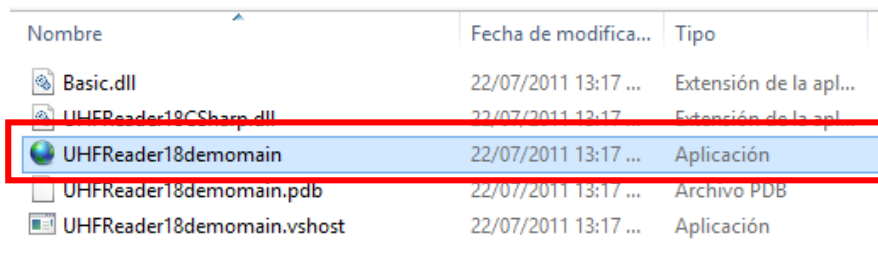 Nombre Fecha de modifica... Tipo
Basic.dll 22/07/2011 13:17 ... Extensión de la apl...
UHFReader18CSharp.dll 22/07/2011 13:17 ... Extensión de la apl...
UHFReader18demomain 22/07/2011 13:17 ... Aplicación
UHFReader18demomain.pdb 22/07/2011 13:17 ... Archivo PDB
UHFReader18demomain.vshost 22/07/2011 13:17 ... Aplicación